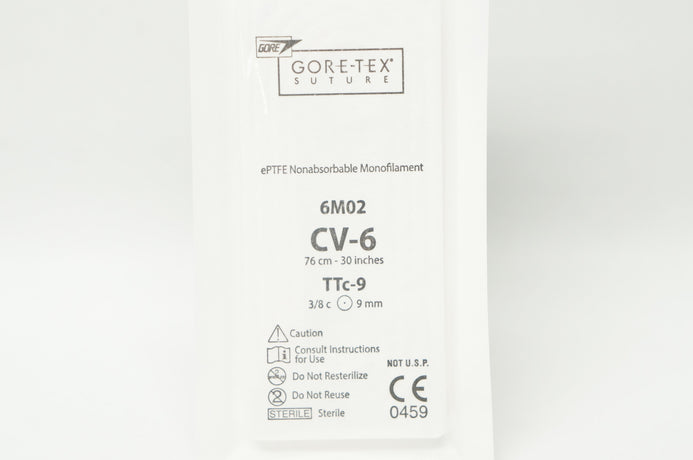 GORE
GORE-TEX®
SUTURE
ePTFE Nonabsorbable Monofilament
6M02
CV-6
76 cm - 30 inches
TTc-9
3/8 c 9 mm
Caution
Consult Instructions
for Use
NOT U.S.P.
Do Not Resterilize
Do Not Reuse
CE
STERILE Sterile
0459